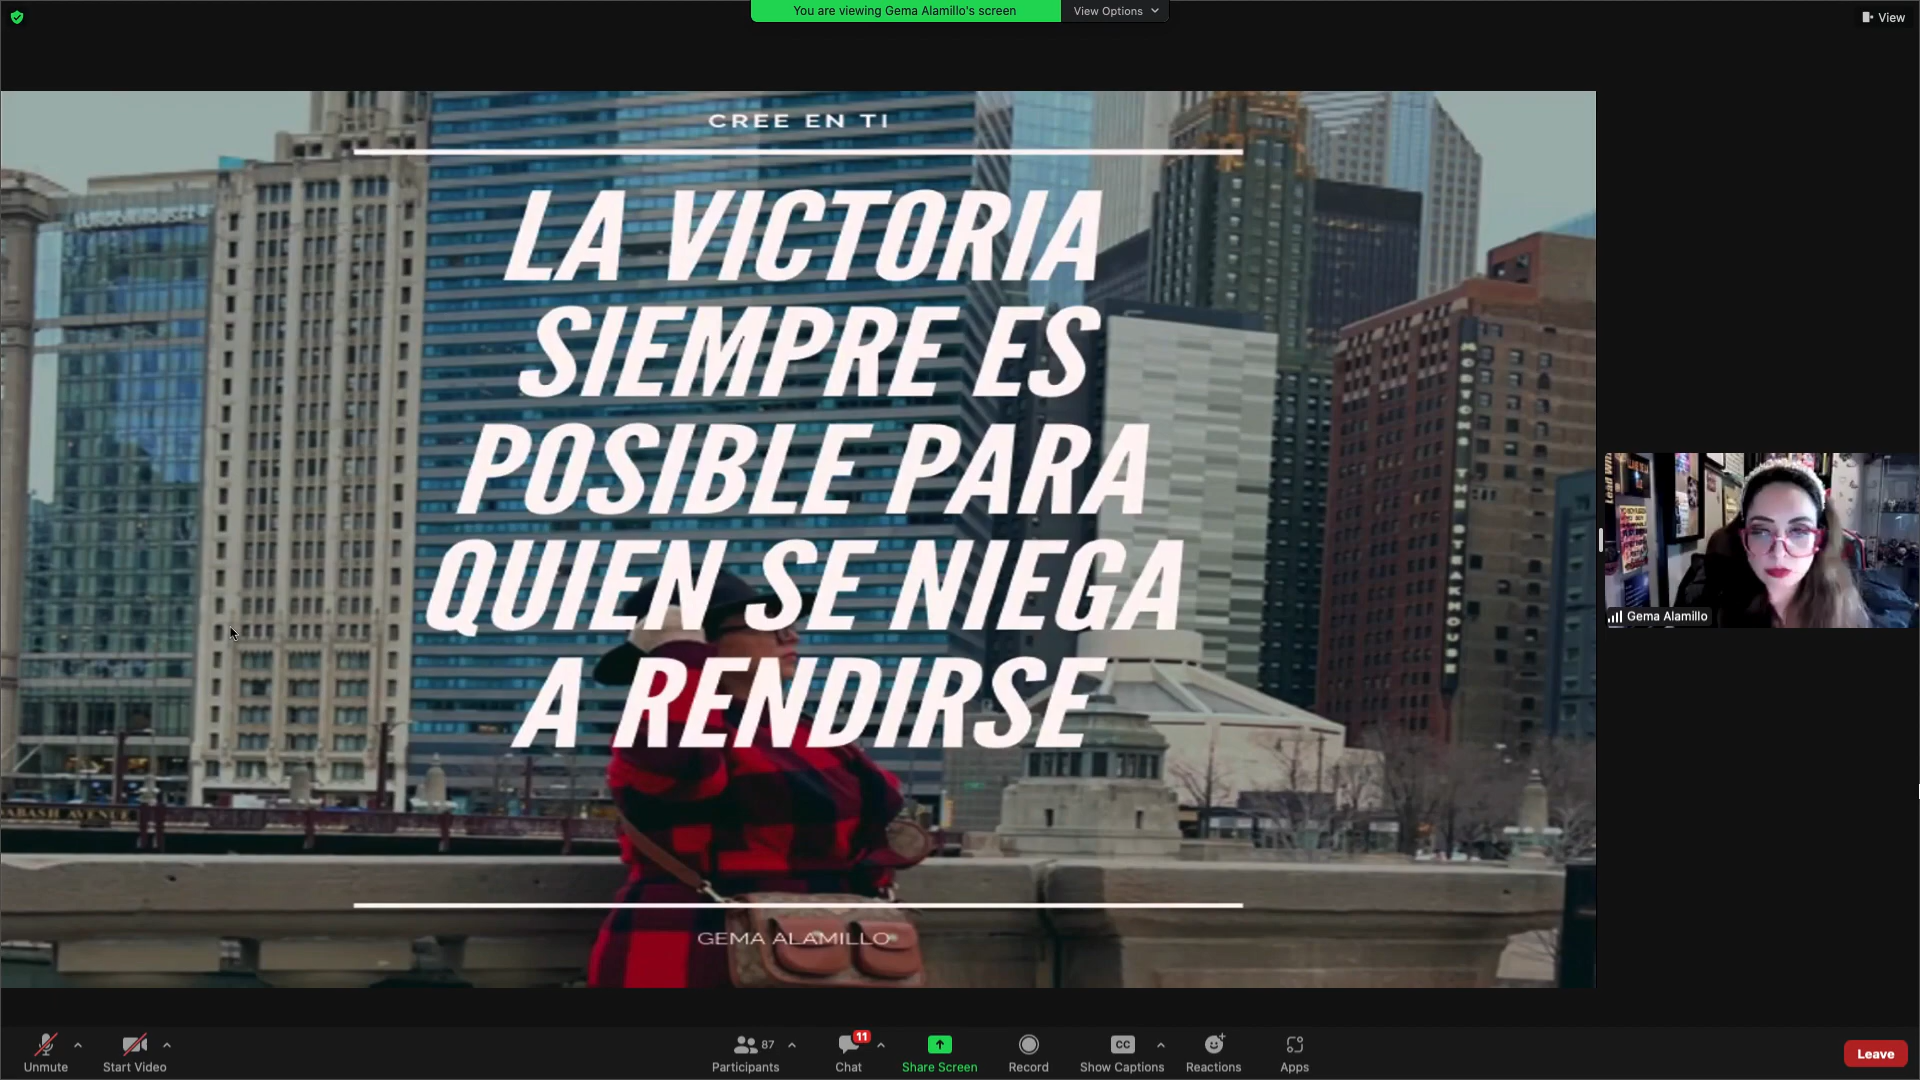 You are viewing Gema Alamillo's screen
View Options
View
CREE EN TI
LA VICTORIA
SIEMPRE ES
POSIBLE PARA
QUIEN SE NIEGA
A RENDIRSE
GEMA ALAMILLO
WABASH AVENUE
Gema Alamillo
Unmute
Start Video
87
Participants
11
Chat
Share Screen
Record
CC
Show Captions
Reactions
Apps
Leave